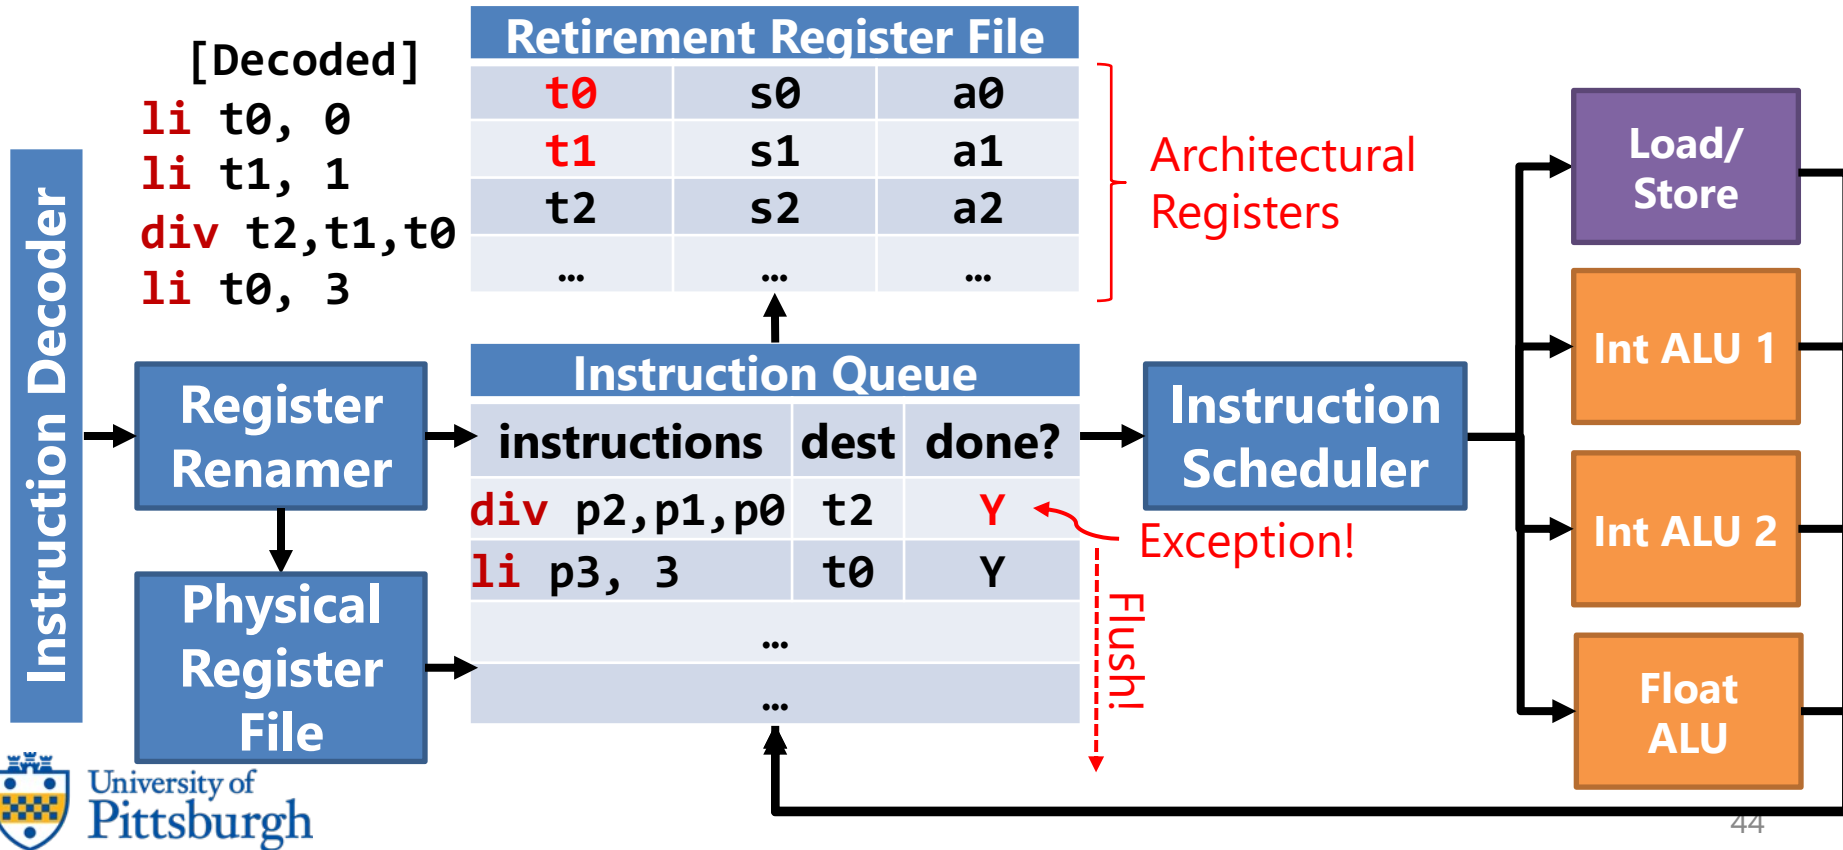 [Decoded]
li t0, 0
li t1, 1
div t2,t1,t0
li t0, 3
Instruction Decoder
Register
Renamer
Physical
Register
File
Retirement Register File
t0 s0 a0
t1 s1 a1
t2 s2 a2
… … …
Architectural
Registers
Instruction Queue
instructions dest done?
div p2,p1,p0 t2 Y
li p3, 3 t0 Y
…
…
Exception!
Flush!
Instruction
Scheduler
Load/
Store
Int ALU 1
Int ALU 2
Float
ALU
University of
Pittsburgh
44